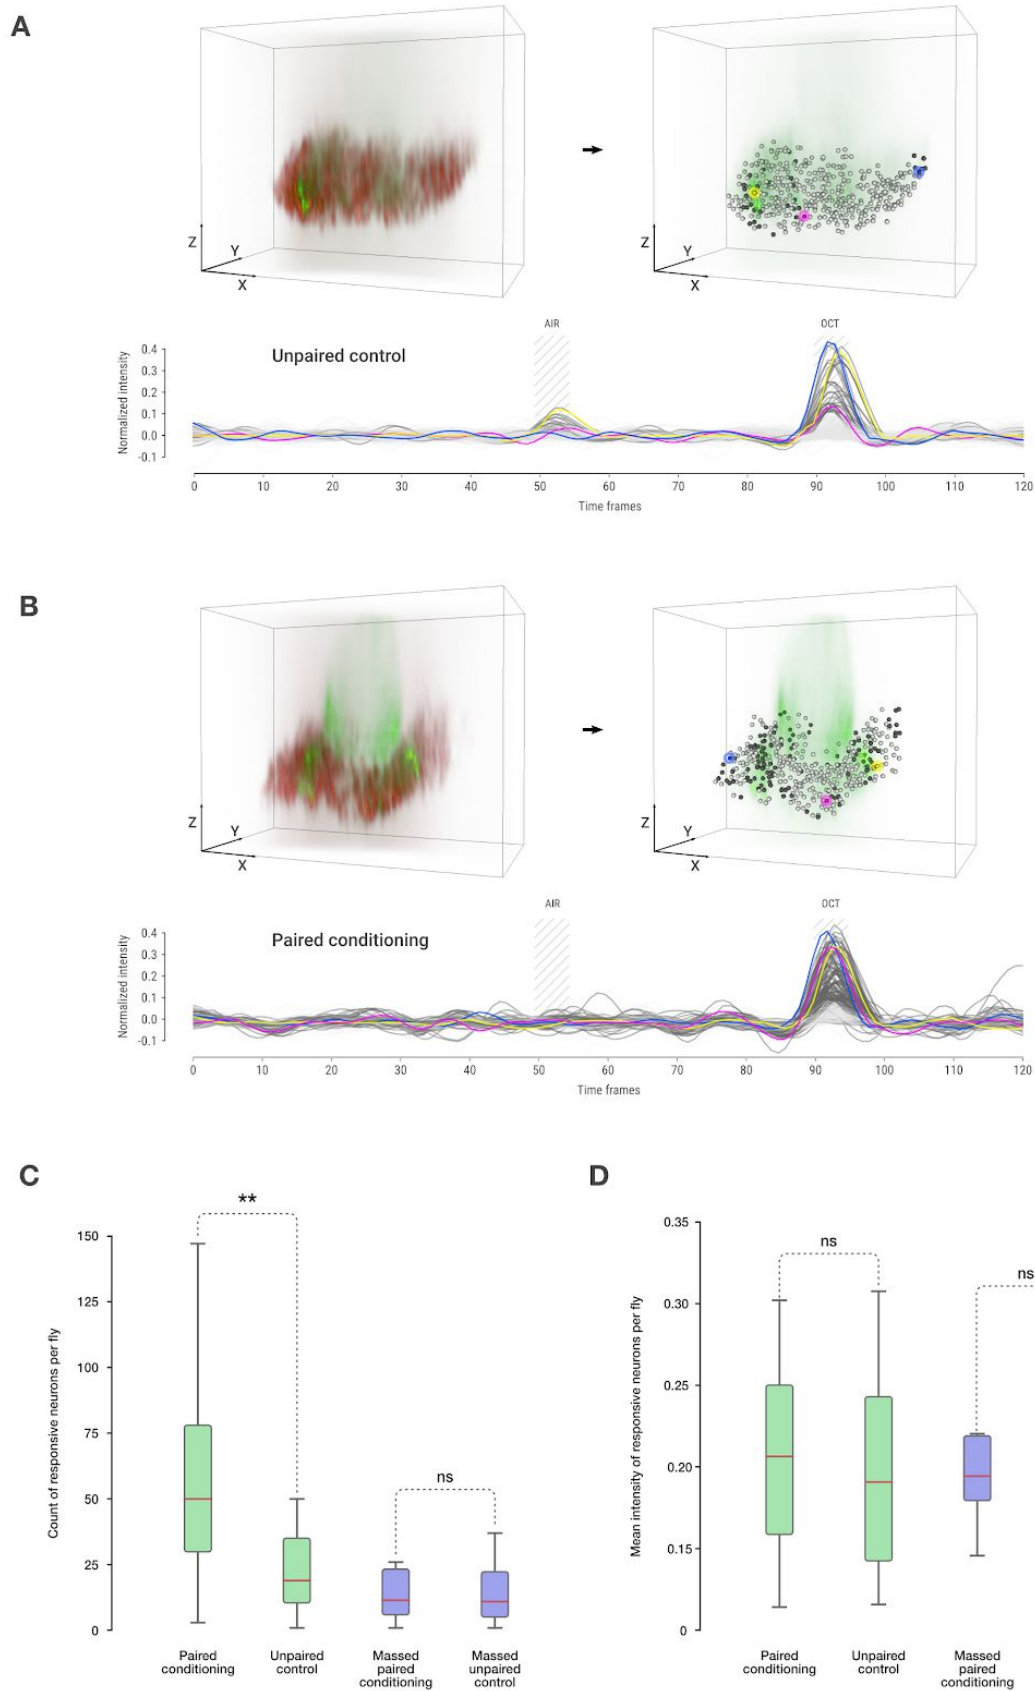 A
Z
Y
X
Z
Y
X
AIR
OCT
Unpaired control
Normalized intensity
0.4
0.3
0.2
0.1
0.0
-0.1
0 10 20 30 40 50 60 70 80 90 100 110 120
Time frames
B
Z
Y
X
Z
Y
X
AIR
OCT
Paired conditioning
Normalized intensity
0.4
0.3
0.2
0.1
0.0
-0.1
0 10 20 30 40 50 60 70 80 90 100 110 120
Time frames
C
**
ns
Count of responsive neurons per fly
150
125
100
75
50
25
0
Paired
conditioning
Unpaired
control
Massed
paired
conditioning
Massed
unpaired
control
D
ns
ns
Mean intensity of responsive neurons per fly
0.35
0.30
0.25
0.20
0.15
0
Paired
conditioning
Unpaired
control
Massed
paired
conditioning